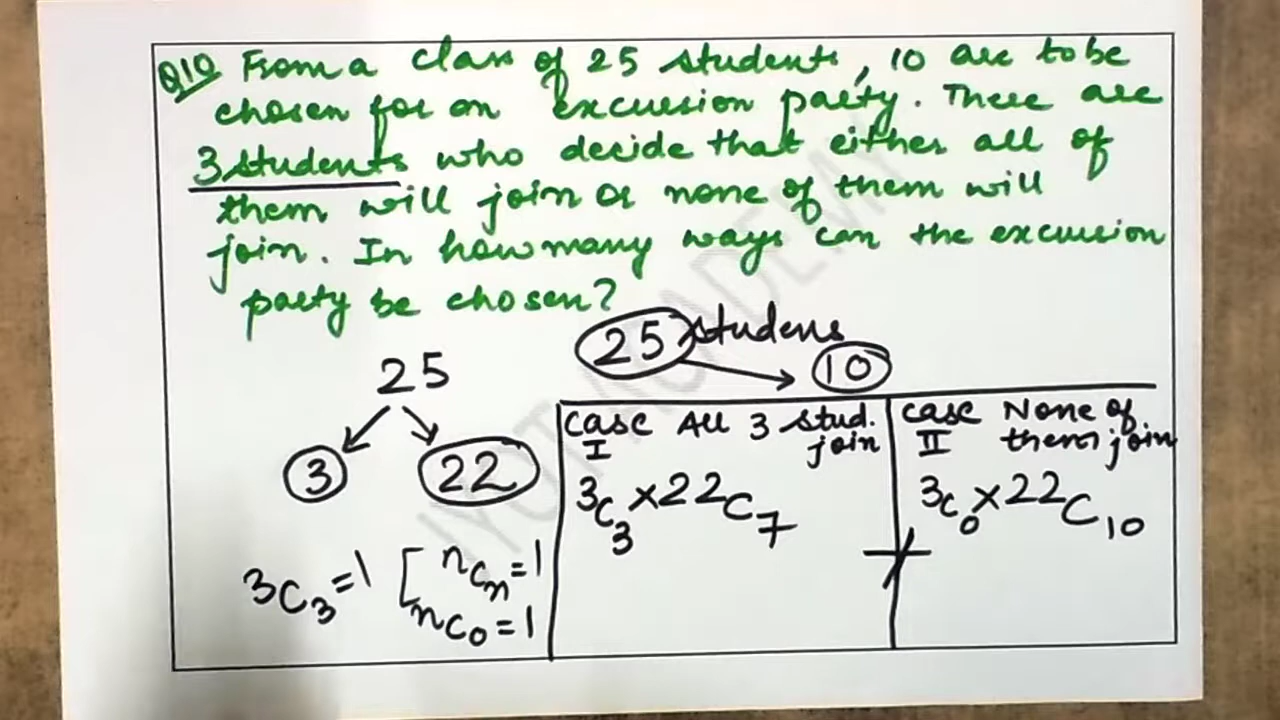 Q10 From a class of 25 students, 10 are to be
chosen for an excursion party. There are
3 students who decide that either all of
them will join or none of them will
join. In how many ways can the excursion
party be chosen?
25 studens
10
25
3 22
Case I All 3 stud. join
³C₃ × ²²C₇
Case II None of them join
³C₀ × ²²C₁₀
+
³C₃ = 1
ⁿCₙ = 1
ⁿC₀ = 1
JYOTI ACADEMY